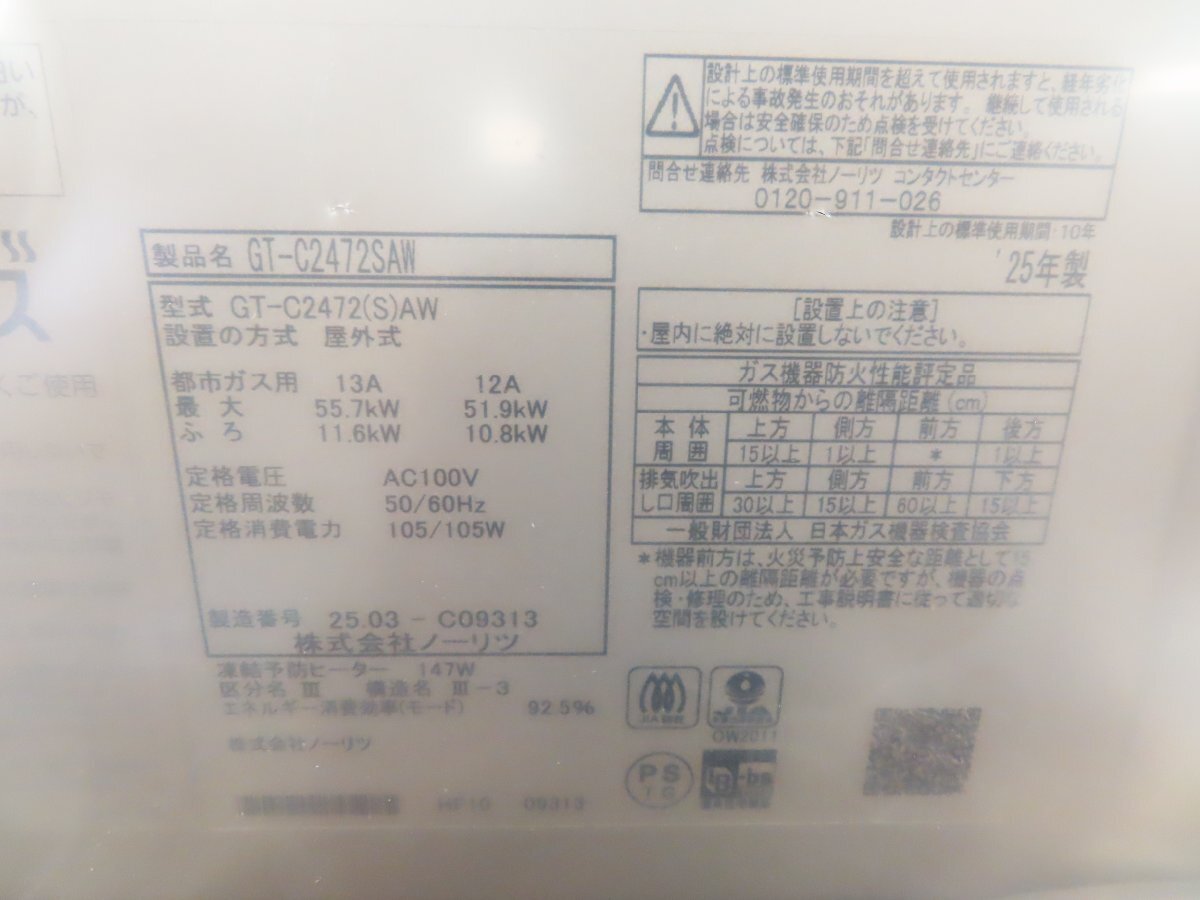 が、
ス
ご使用
設計上の標準使用期間を超えて使用されますと、経年劣化
による事故発生のおそれがあります。 継続して使用される
場合は安全確保のため点検を受けてください。
点検については、下記「問合せ連絡先」にご連絡ください。
問合せ連絡先 株式会社ノーリツ コンタクトセンター
0120-911-026
設計上の標準使用期間:10年
'25年製
製品名 GT-C2472SAW
型式 GT-C2472(S)AW
設置の方式 屋外式
都市ガス用 13A 12A
最 大 55.7kW 51.9kW
ふ ろ 11.6kW 10.8kW
定格電圧 AC100V
定格周波数 50/60Hz
定格消費電力 105/105W
製造番号 25.03 - C09313
株式会社ノーリツ
凍結予防ヒーター 147W
区分名 Ⅲ 構造名 Ⅲ-3
エネルギー消費効率(モード) 92.5%
株式会社ノーリツ
HF10 09313
[設置上の注意]
・屋内に絶対に設置しないでください。
ガス機器防火性能評定品
可燃物からの離隔距離(cm)
本体周囲 上方 側方 前方 後方
15以上 1以上 * 1以上
排気吹出し口周囲 上方 側方 前方 下方
30以上 15以上 60以上 15以上
一般財団法人 日本ガス機器検査協会
*機器前方は、火災予防上安全な距離として15
cm以上の離隔距離が必要ですが、機器の点
検・修理のため、工事説明書に従って適切な
空間を設けてください。
OW2011
PS
TG
-bs